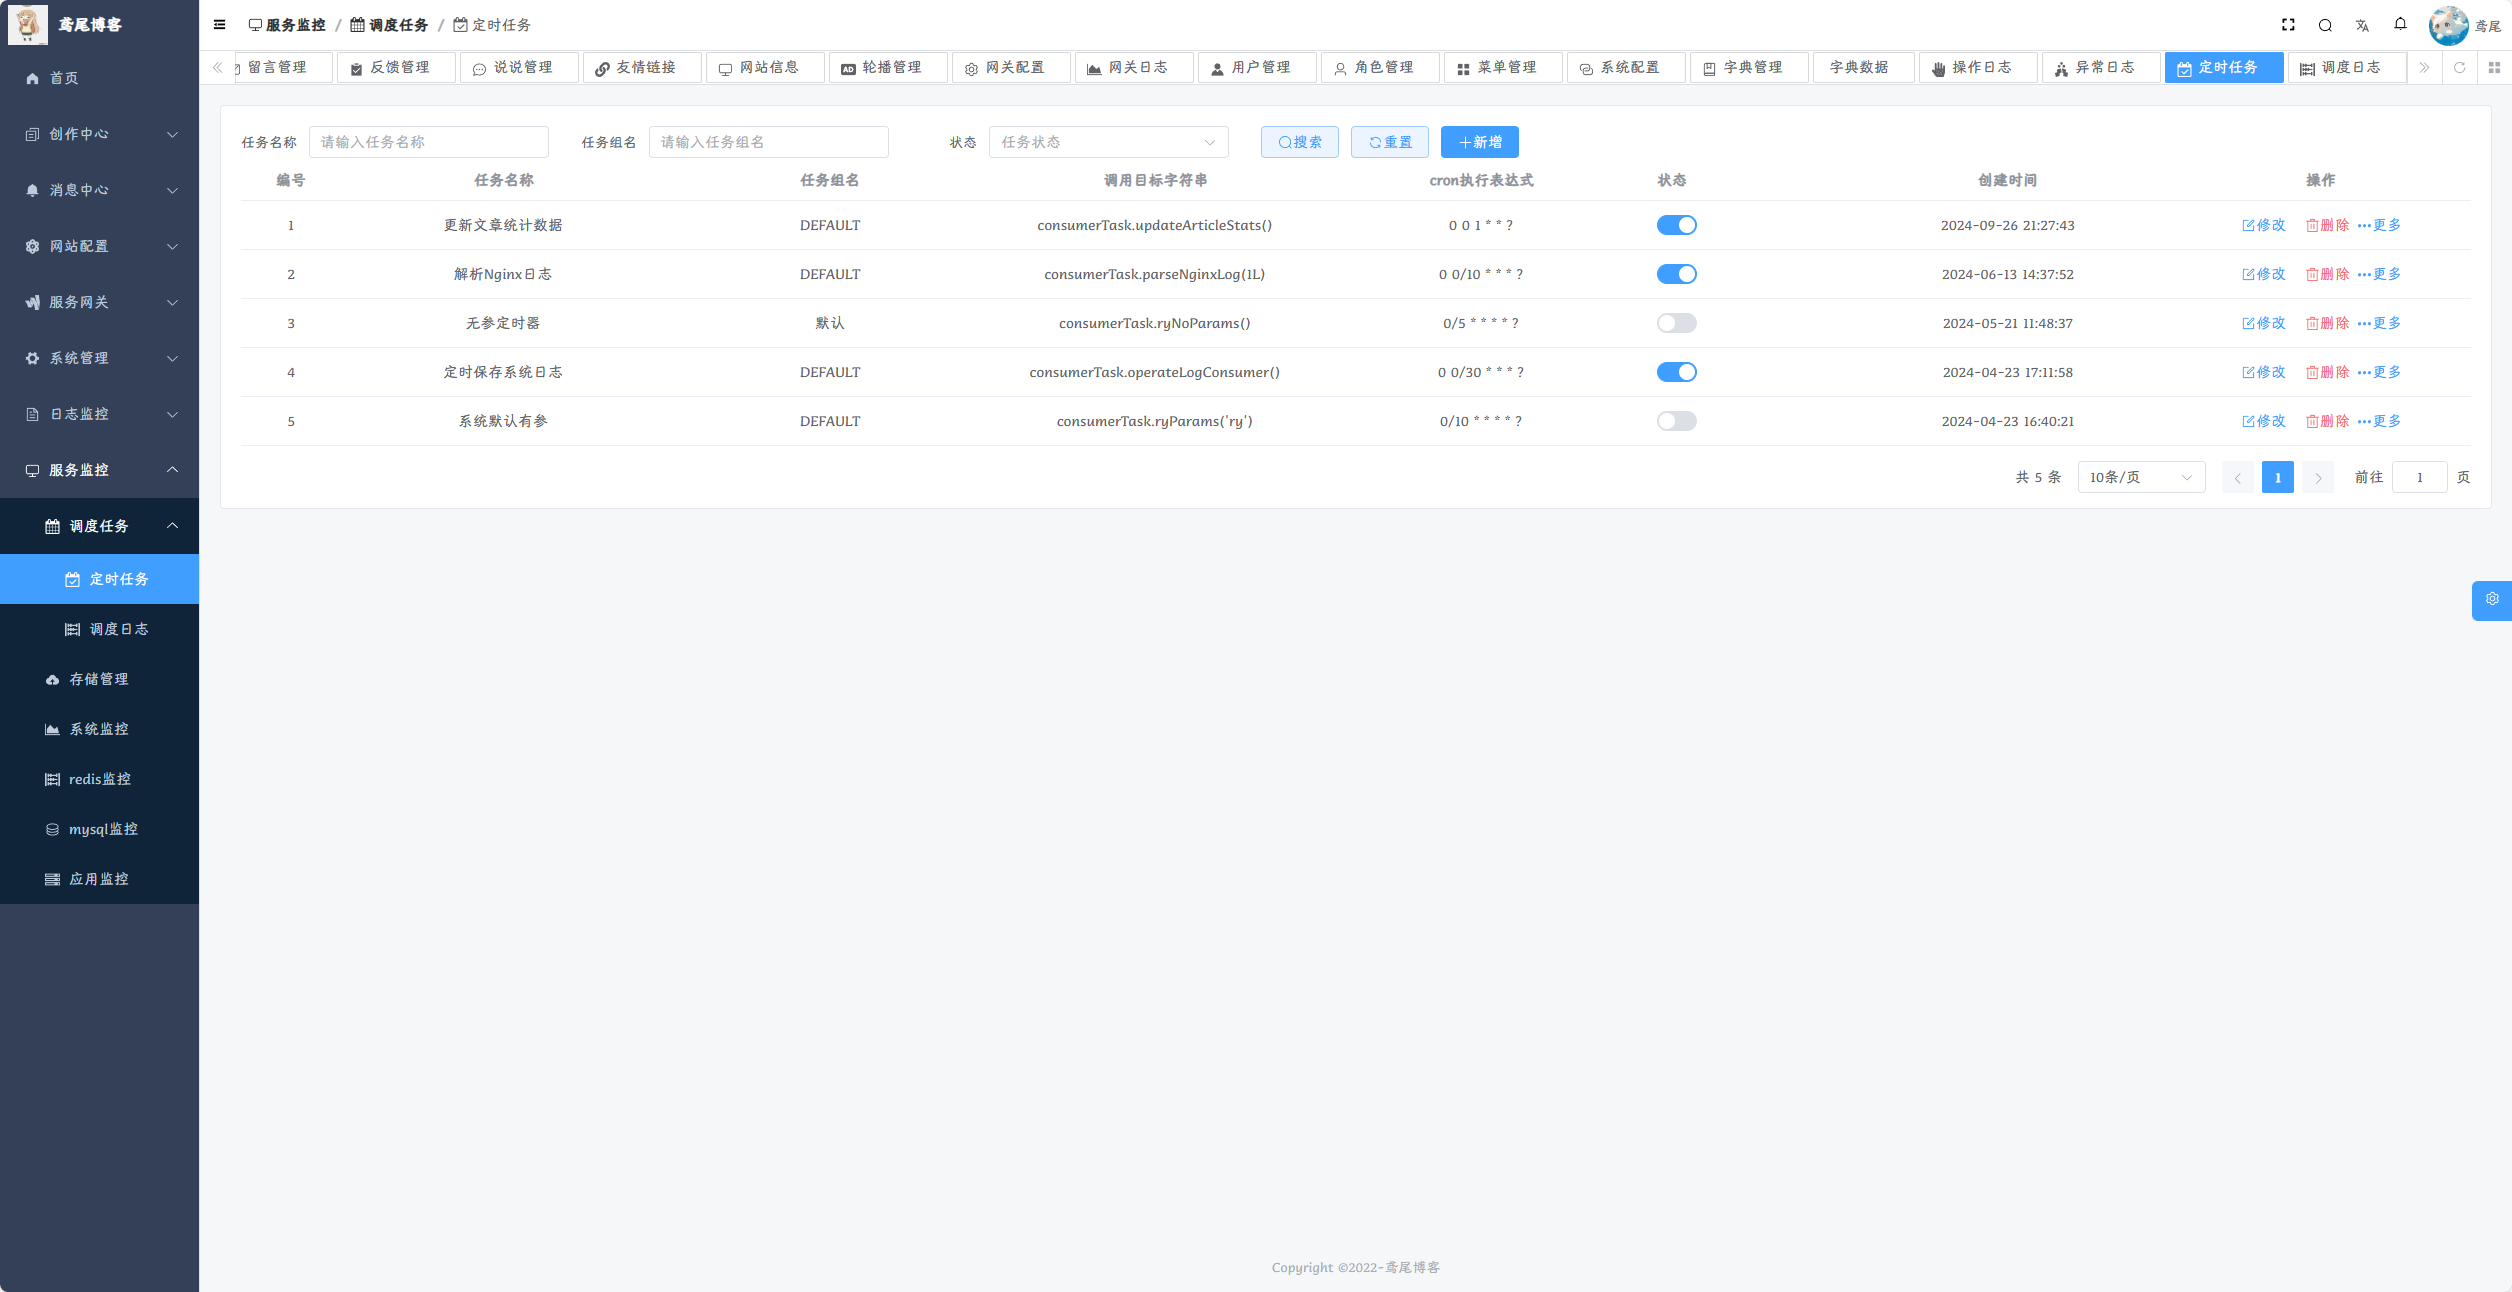 鸢尾博客
首页
创作中心
消息中心
网站配置
服务网关
系统管理
日志监控
服务监控
调度任务
定时任务
调度日志
存储管理
系统监控
redis监控
mysql监控
应用监控
服务监控 / 调度任务 / 定时任务
鸢尾
留言管理 反馈管理 说说管理 友情链接 网站信息 轮播管理 网关配置 网关日志 用户管理 角色管理 菜单管理 系统配置 字典管理 字典数据 操作日志 异常日志 定时任务 调度日志
任务名称 请输入任务名称 任务组名 请输入任务组名 状态 任务状态 搜索 重置 新增
编号 任务名称 任务组名 调用目标字符串 cron执行表达式 状态 创建时间 操作
1 更新文章统计数据 DEFAULT consumerTask.updateArticleStats() 0 0 1 * * ? 2024-09-26 21:27:43 修改 删除 更多
2 解析Nginx日志 DEFAULT consumerTask.parseNginxLog(1L) 0 0/10 * * * ? 2024-06-13 14:37:52 修改 删除 更多
3 无参定时器 默认 consumerTask.ryNoParams() 0/5 * * * * ? 2024-05-21 11:48:37 修改 删除 更多
4 定时保存系统日志 DEFAULT consumerTask.operateLogConsumer() 0 0/30 * * * ? 2024-04-23 17:11:58 修改 删除 更多
5 系统默认有参 DEFAULT consumerTask.ryParams('ry') 0/10 * * * * ? 2024-04-23 16:40:21 修改 删除 更多
共 5 条 10条/页 1 前往 1 页
Copyright ©2022-鸢尾博客